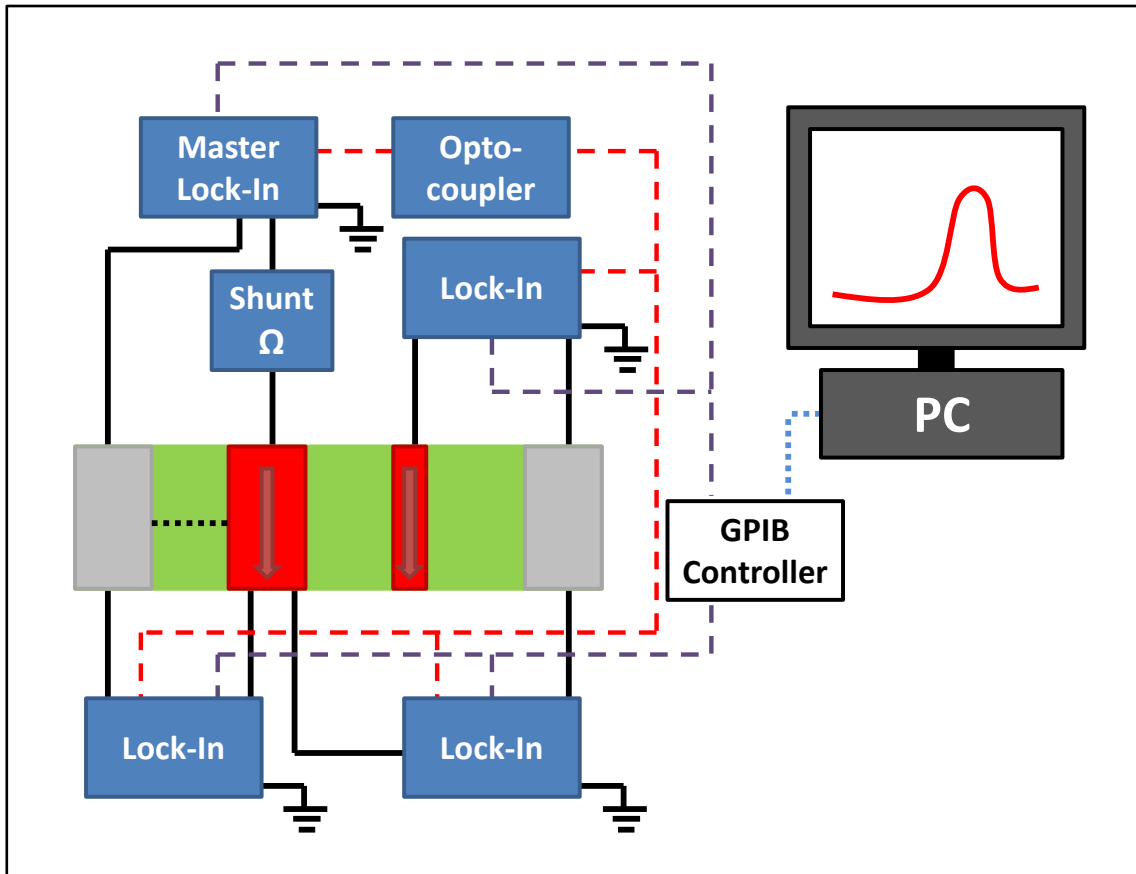 Master
Lock-In
Opto-
coupler
Lock-In
Shunt
Ω
PC
GPIB
Controller
Lock-In
Lock-In